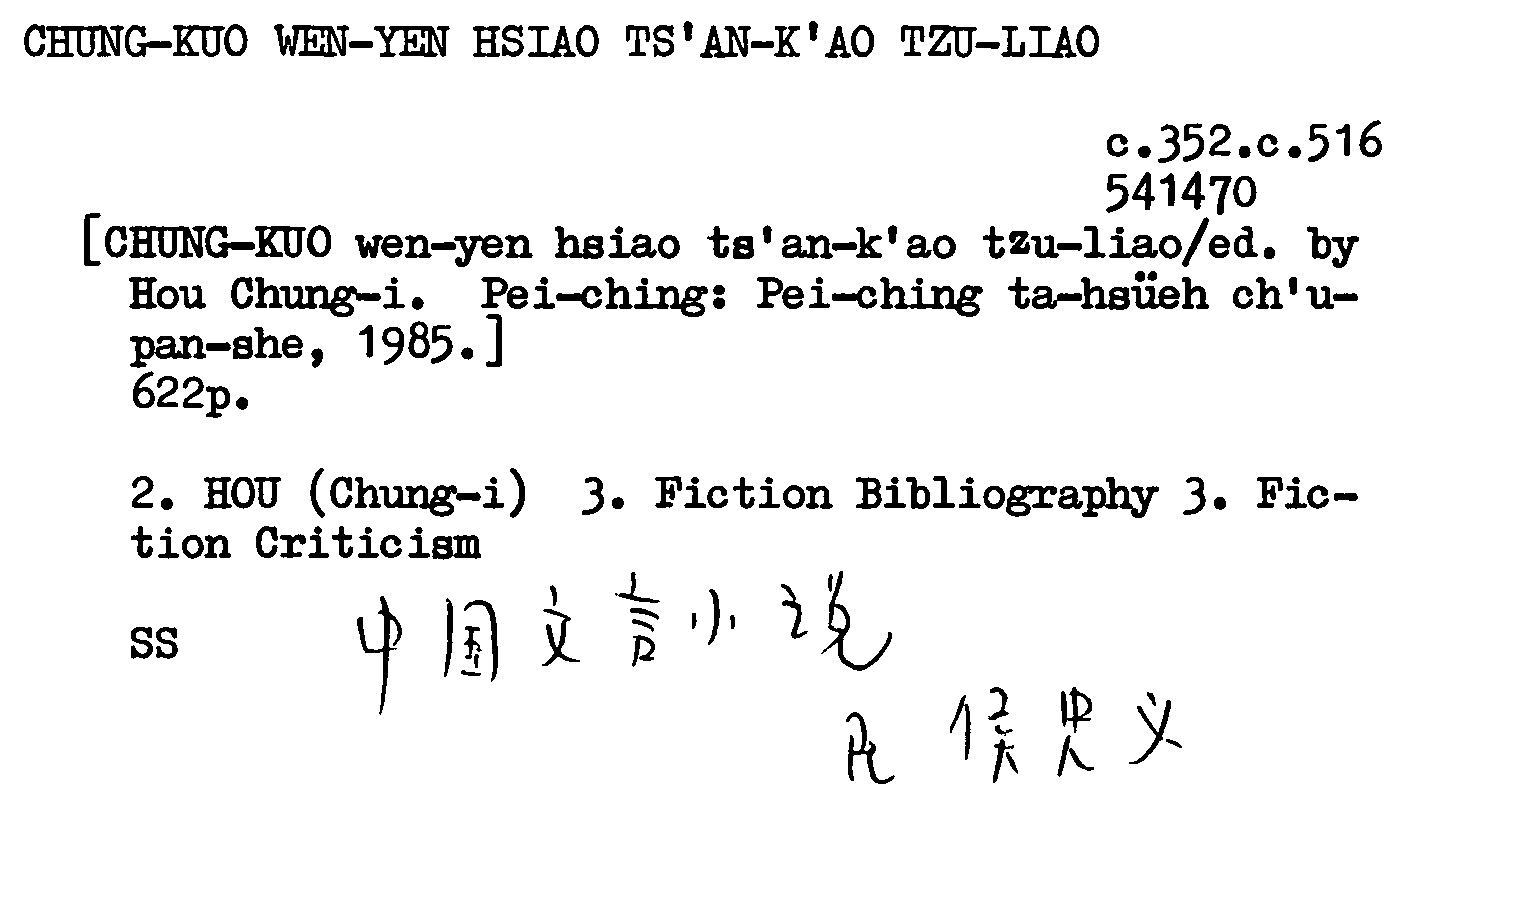 CHUNG-KUO WEN-YEN HSIAO TS'AN-K'AO TZU-LIAO
c.352.c.516
541470
[CHUNG-KUO wen-yen hsiao ts'an-k'ao tzu-liao/ed. by
Hou Chung-i. Pei-ching: Pei-ching ta-hsüeh ch'u-
pan-she, 1985.]
622p.
2. HOU (Chung-i) 3. Fiction Bibliography 3. Fic-
tion Criticism
SS
中国文言小说
侯忠义